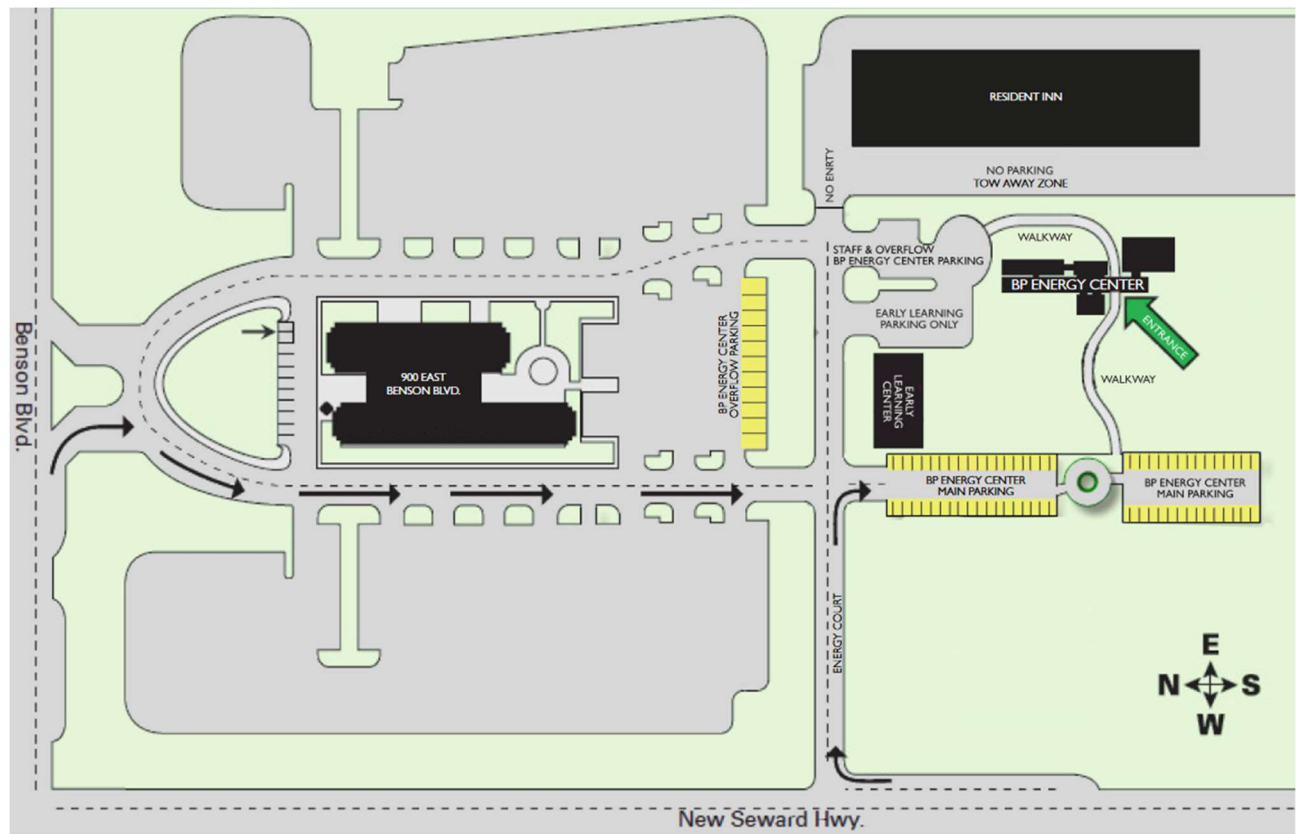 RESIDENT INN
NO ENRTY
NO PARKING
TOW AWAY ZONE
WALKWAY
STAFF & OVERFLOW
BP ENERGY CENTER PARKING
BP ENERGY CENTER
EARLY LEARNING
PARKING ONLY
ENTRANCE
Benson Blvd.
900 EAST
BENSON BLVD.
BP ENERGY CENTER
OVERFLOW PARKING
EARLY
LEARNING
CENTER
WALKWAY
BP ENERGY CENTER
MAIN PARKING
BP ENERGY CENTER
MAIN PARKING
ENERGY COURT
E
N S
W
New Seward Hwy.